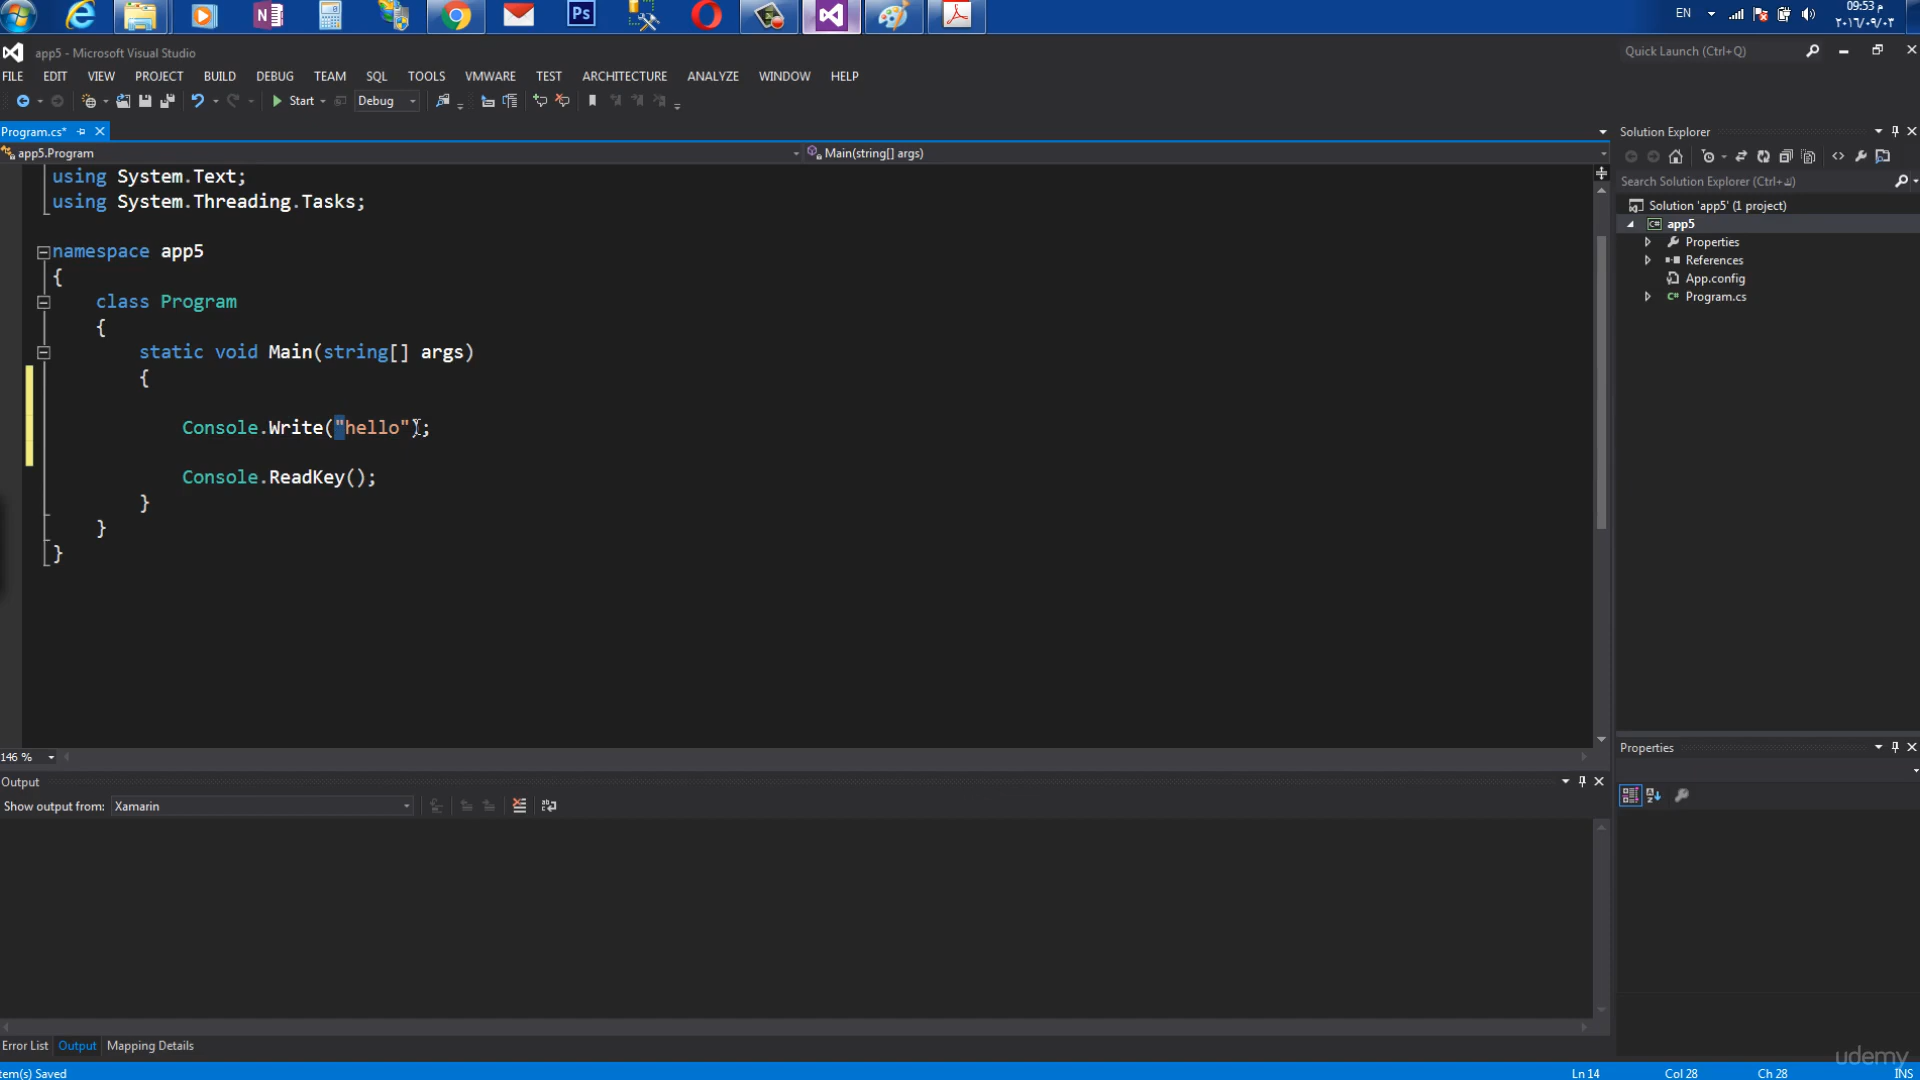 EN
09:53 م
٢٠١٦/٠٩/٠٣
app5 - Microsoft Visual Studio
Quick Launch (Ctrl+Q)
FILE EDIT VIEW PROJECT BUILD DEBUG TEAM SQL TOOLS VMWARE TEST ARCHITECTURE ANALYZE WINDOW HELP
Start Debug
Program.cs*
app5.Program
Main(string[] args)
using System.Text;
using System.Threading.Tasks;
namespace app5
{
class Program
{
static void Main(string[] args)
{
Console.Write("hello");
Console.ReadKey();
}
}
}
146 %
Output
Show output from: Xamarin
Error List Output Mapping Details
tem(s) Saved
Ln 14 Col 28 Ch 28 INS
Solution Explorer
Search Solution Explorer (Ctrl+ك)
Solution 'app5' (1 project)
app5
Properties
References
App.config
Program.cs
Properties
udemy